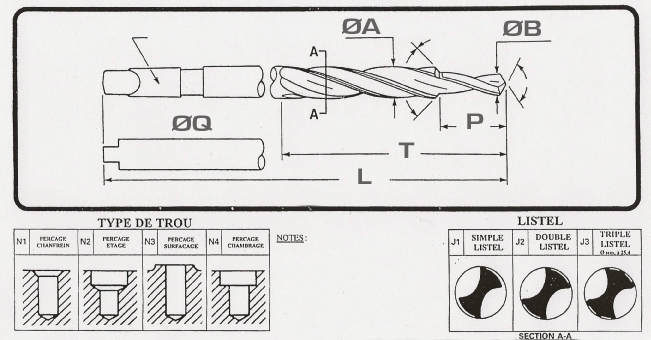 ØA
ØB
A
A
P
ØQ
T
L
TYPE DE TROU
N1 PERCAGE CHANFREIN N2 PERCAGE ETAGE N3 PERCAGE SURFACAGE N4 PERCAGE CHAMBRAGE
NOTES:
LISTEL
J1 SIMPLE LISTEL J2 DOUBLE LISTEL J3 TRIPLE LISTEL
SECTION A-A